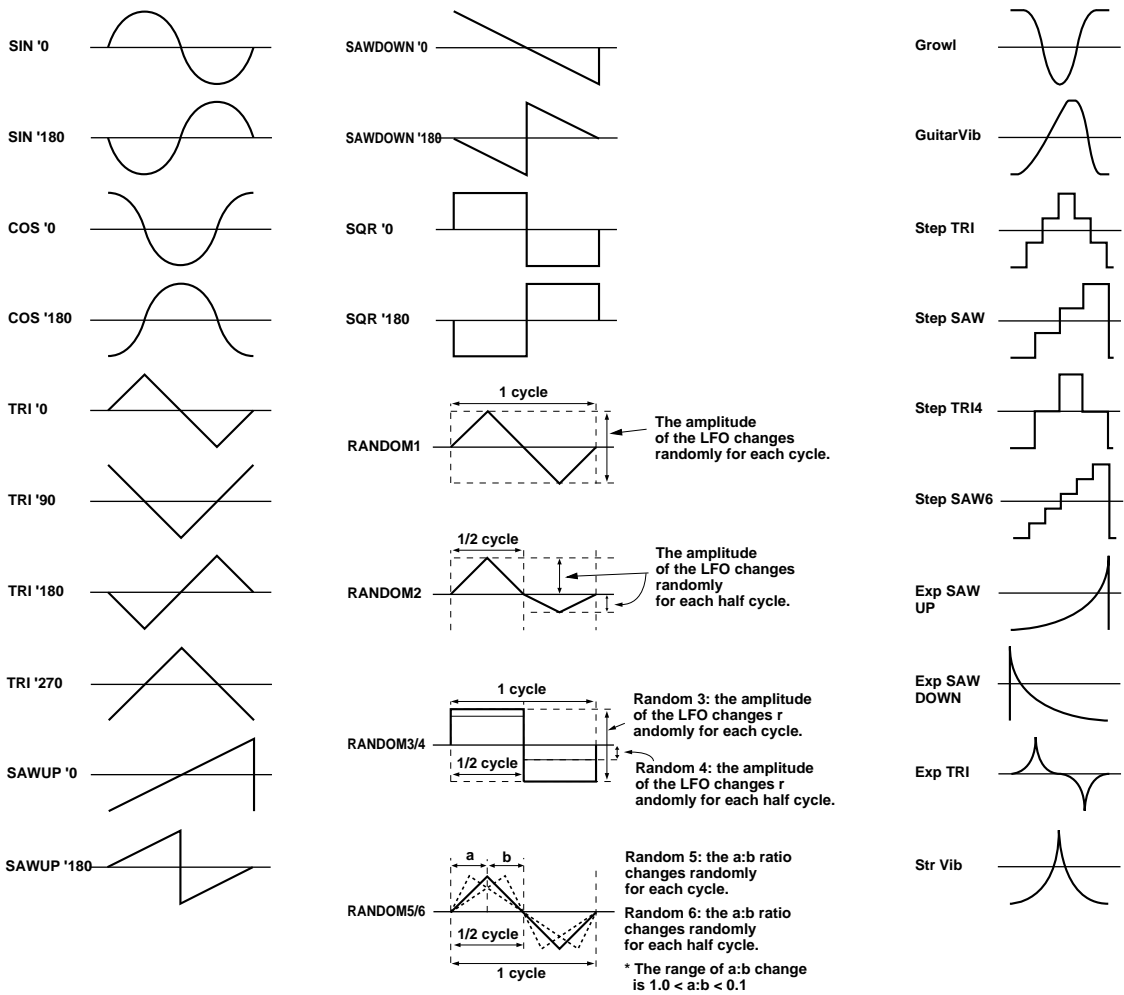 SIN '0
SIN '180
COS '0
COS '180
TRI '0
TRI '90
TRI '180
TRI '270
SAWUP '0
SAWUP '180
SAWDOWN '0
SAWDOWN '180
SQR '0
SQR '180
1 cycle
RANDOM1
The amplitude
of the LFO changes
randomly for each cycle.
1/2 cycle
RANDOM2
The amplitude
of the LFO changes
randomly
for each half cycle.
1 cycle
RANDOM3/4
1/2 cycle
Random 3: the amplitude
of the LFO changes r
andomly for each cycle.
Random 4: the amplitude
of the LFO changes r
andomly for each half cycle.
a b
RANDOM5/6
1/2 cycle
1 cycle
Random 5: the a:b ratio
changes randomly
for each cycle.
Random 6: the a:b ratio
changes randomly
for each half cycle.
* The range of a:b change
is 1.0 < a:b < 0.1
Growl
GuitarVib
Step TRI
Step SAW
Step TRI4
Step SAW6
Exp SAW
UP
Exp SAW
DOWN
Exp TRI
Str Vib